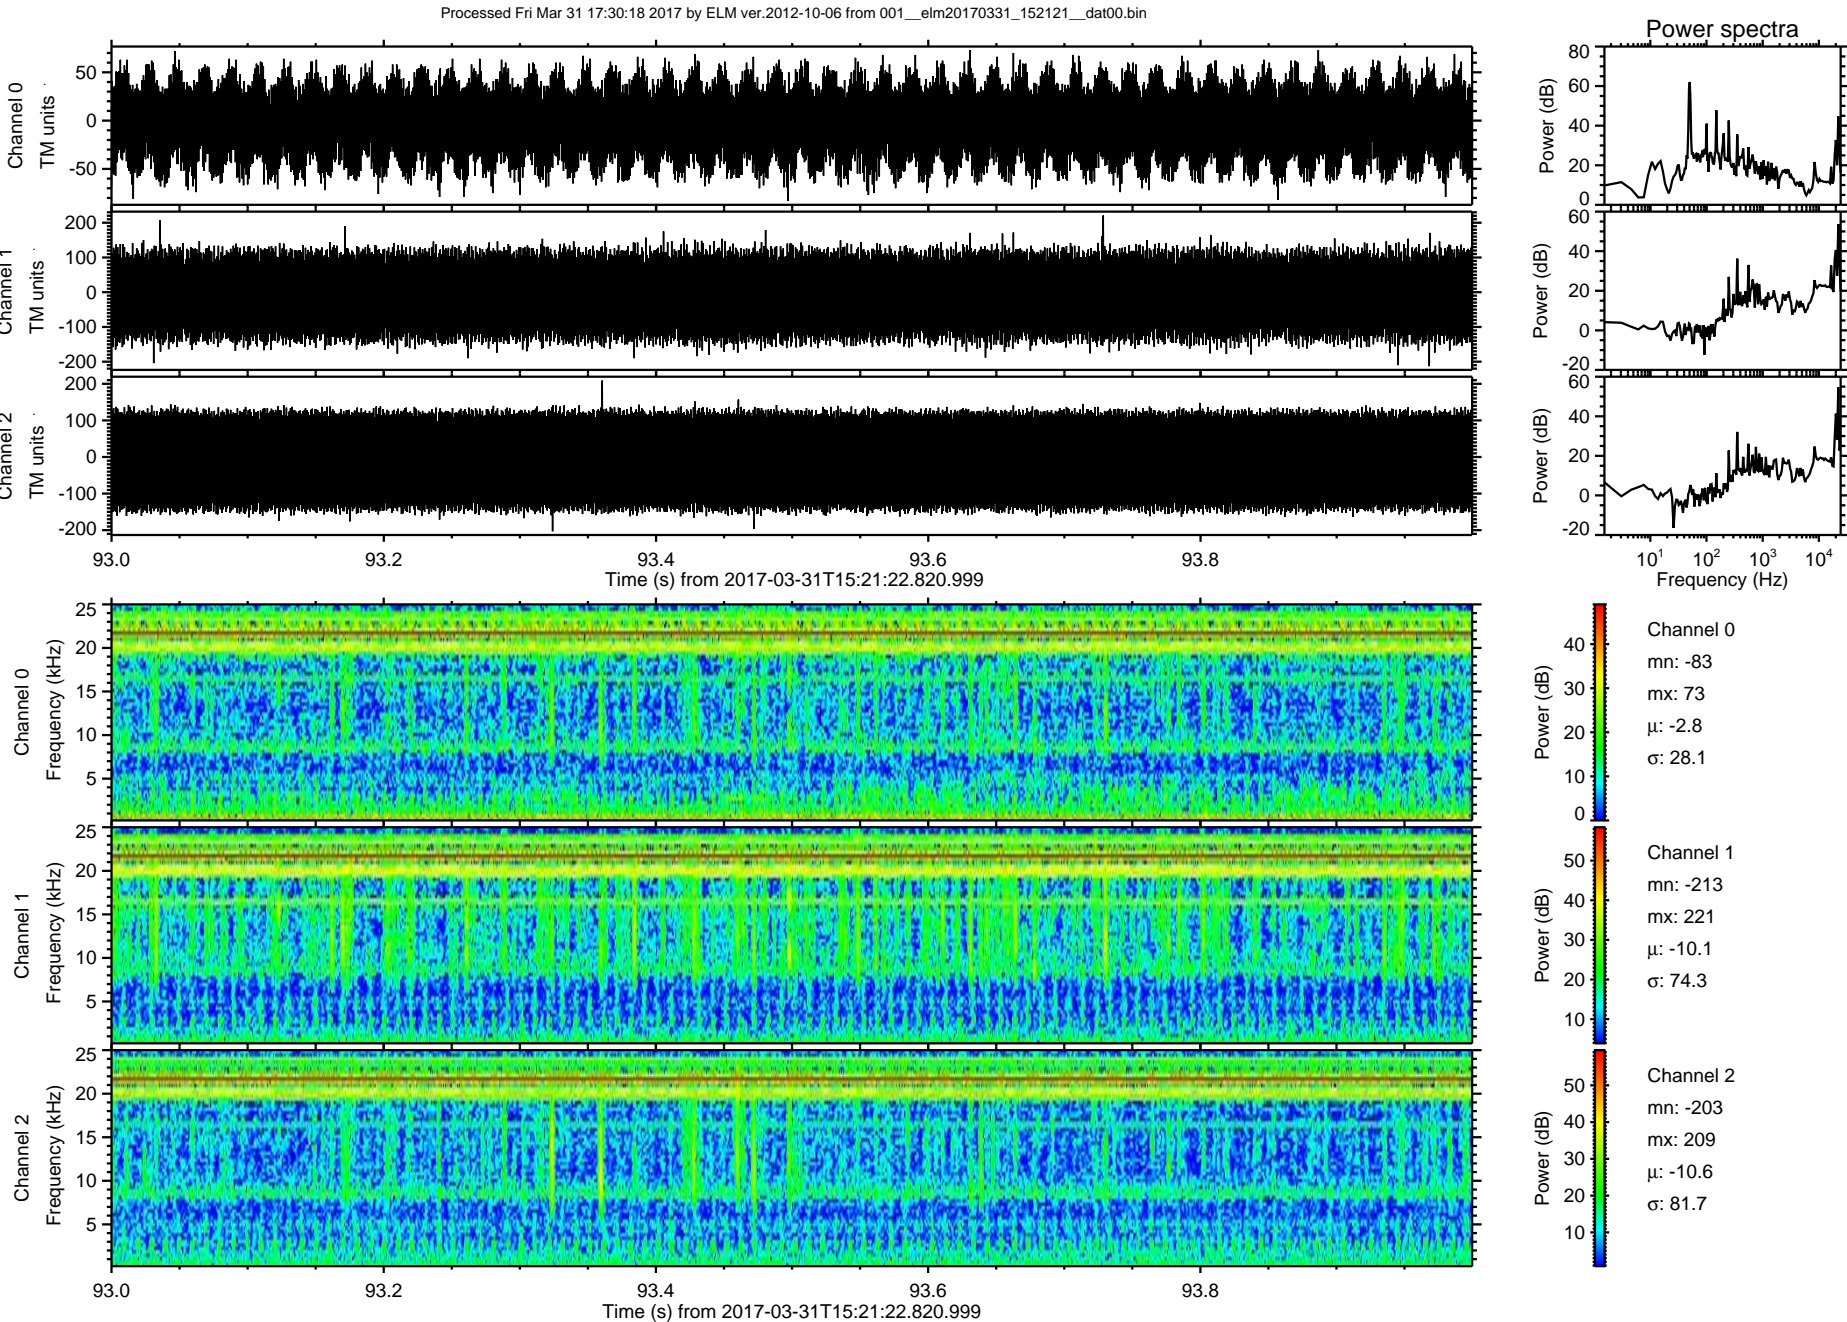 Processed Fri Mar 31 17:30:18 2017 by ELM ver.2012-10-06 from 001__elm20170331_152121__dat00.bin
Power spectra
Channel 0
TM units
50
0
-50
Power (dB)
80
60
40
20
0
Channel 1
TM units
200
100
0
-100
-200
Power (dB)
60
40
20
0
-20
Channel 2
TM units
200
100
0
-100
-200
Power (dB)
60
40
20
0
-20
93.0 93.2 93.4 93.6 93.8
Time (s) from 2017-03-31T15:21:22.820.999
10¹ 10² 10³ 10⁴
Frequency (Hz)
Channel 0
Frequency (kHz)
25
20
15
10
5
Power (dB)
40
30
20
10
0
Channel 0
mn: -83
mx: 73
μ: -2.8
σ: 28.1
Channel 1
Frequency (kHz)
25
20
15
10
5
Power (dB)
50
40
30
20
10
Channel 1
mn: -213
mx: 221
μ: -10.1
σ: 74.3
Channel 2
Frequency (kHz)
25
20
15
10
5
Power (dB)
50
40
30
20
10
Channel 2
mn: -203
mx: 209
μ: -10.6
σ: 81.7
93.0 93.2 93.4 93.6 93.8
Time (s) from 2017-03-31T15:21:22.820.999